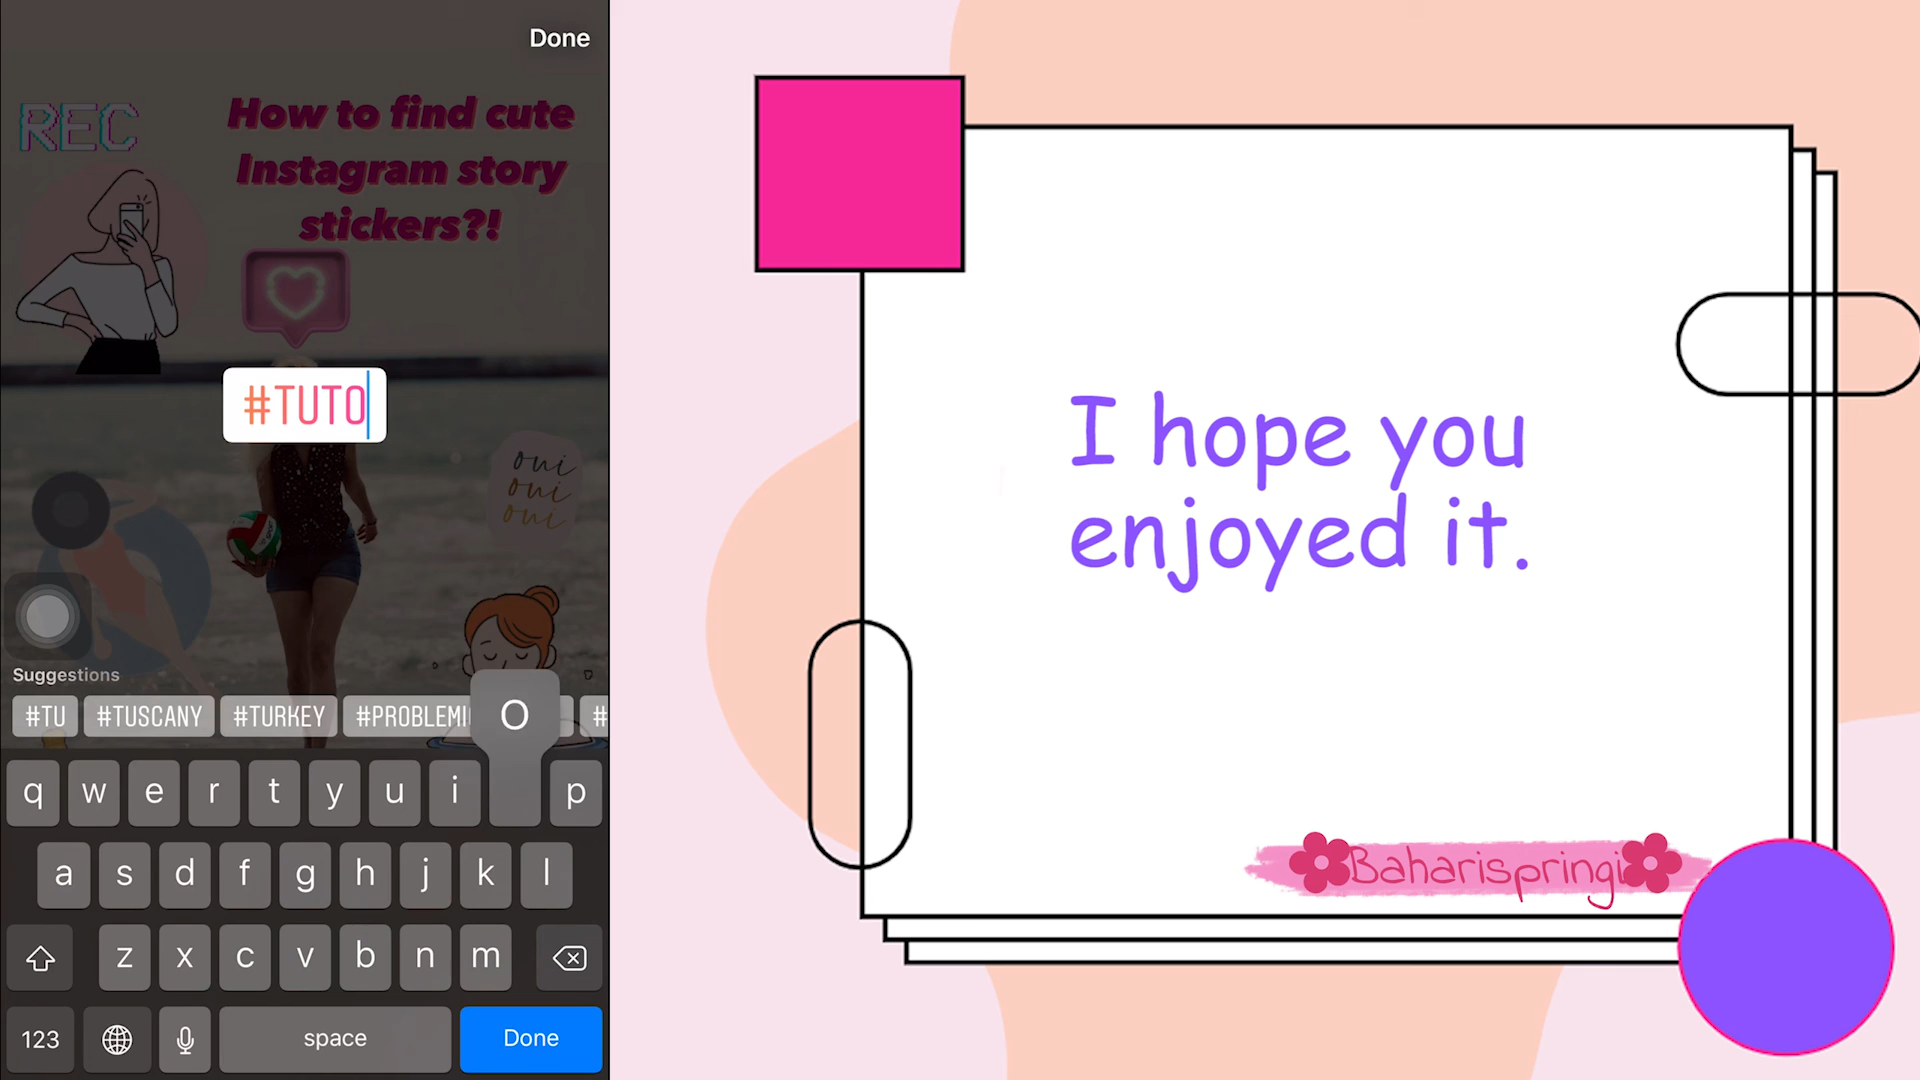 Done
REC
How to find cute
Instagram story
stickers?!
#TUTO
oui
oui
oui
Suggestions
#TU #TUSCANY #TURKEY #PROBLEMI #
O
q w e r t y u i p
a s d f g h j k l
z x c v b n m
123 space Done
I hope you
enjoyed it.
Baharispringi